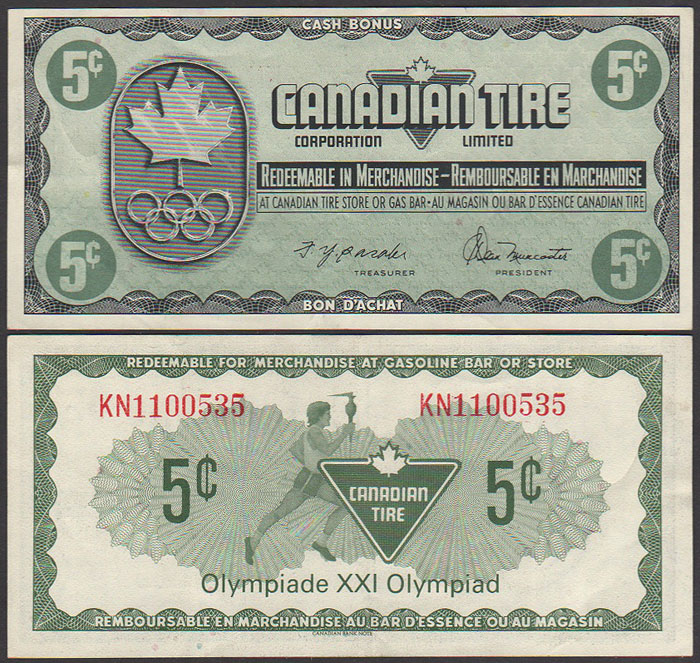 CASH BONUS
5¢ 5¢
CANADIAN TIRE
CORPORATION LIMITED
REDEEMABLE IN MERCHANDISE – REMBOURSABLE EN MARCHANDISE
AT CANADIAN TIRE STORE OR GAS BAR • AU MAGASIN OU BAR D'ESSENCE CANADIAN TIRE
5¢ 5¢
TREASURER PRESIDENT
BON D'ACHAT
REDEEMABLE FOR MERCHANDISE AT GASOLINE BAR OR STORE
KN1100535 KN1100535
5¢ 5¢
CANADIAN
TIRE
Olympiade XXI Olympiad
REMBOURSABLE EN MARCHANDISE AU BAR D'ESSENCE OU AU MAGASIN
CANADIAN BANK NOTE